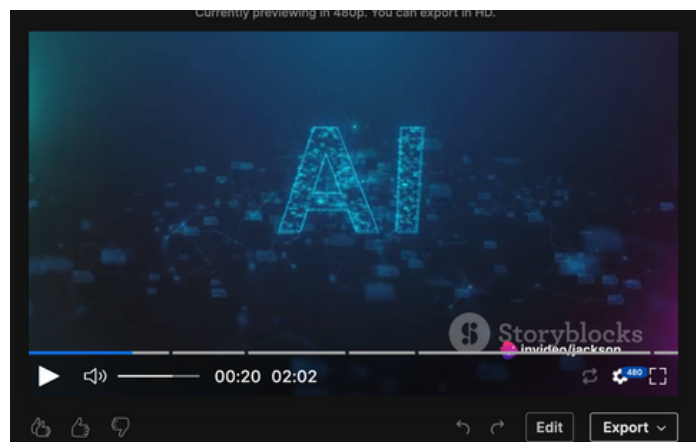 Currently previewing in 480p. You can export in HD.
AI
Storyblocks
invideo/jackson
00:20 02:02
480
Edit
Export